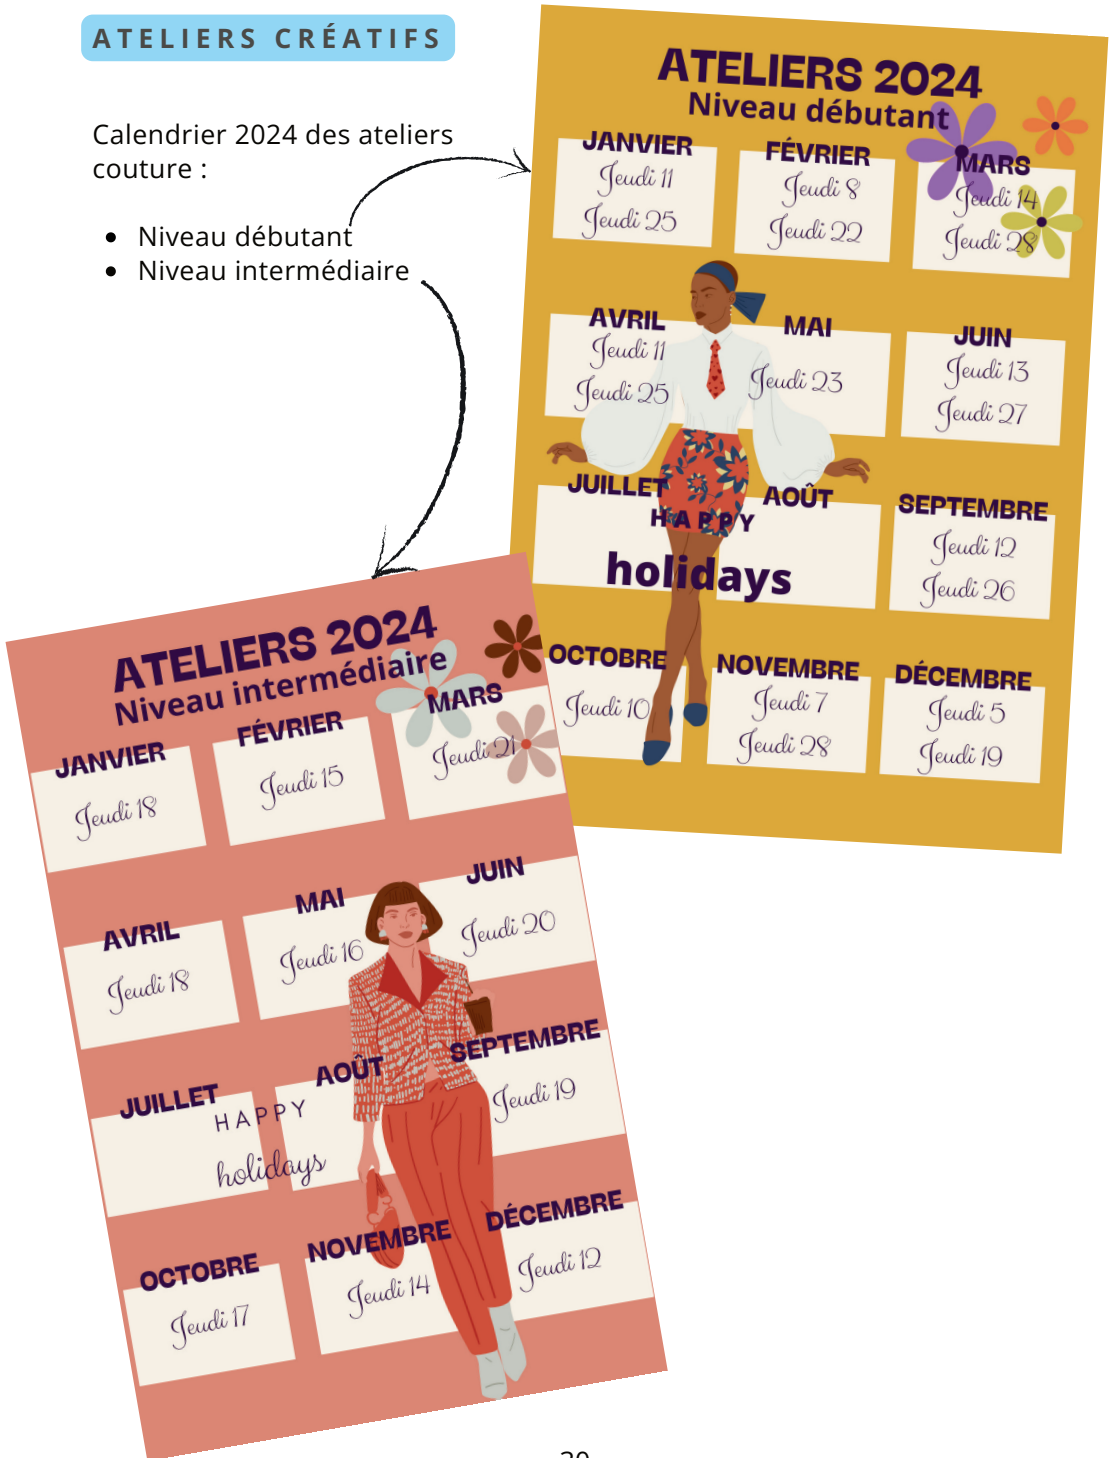 ATELIERS CRÉATIFS
Calendrier 2024 des ateliers
couture :
Niveau débutant
Niveau intermédiaire
ATELIERS 2024
Niveau débutant
JANVIER
Jeudi 11
Jeudi 25
FÉVRIER
Jeudi 8
Jeudi 22
MARS
Jeudi 14
Jeudi 28
AVRIL
Jeudi 11
Jeudi 25
MAI
Jeudi 23
JUIN
Jeudi 13
Jeudi 27
JUILLET
AOÛT
HAPPY
holidays
SEPTEMBRE
Jeudi 12
Jeudi 26
OCTOBRE
Jeudi 10
NOVEMBRE
Jeudi 7
Jeudi 28
DÉCEMBRE
Jeudi 5
Jeudi 19
ATELIERS 2024
Niveau intermédiaire
JANVIER
Jeudi 18
FÉVRIER
Jeudi 15
MARS
Jeudi 21
AVRIL
Jeudi 18
MAI
Jeudi 16
JUIN
Jeudi 20
JUILLET
AOÛT
HAPPY
holidays
SEPTEMBRE
Jeudi 19
OCTOBRE
Jeudi 17
NOVEMBRE
Jeudi 14
DÉCEMBRE
Jeudi 12